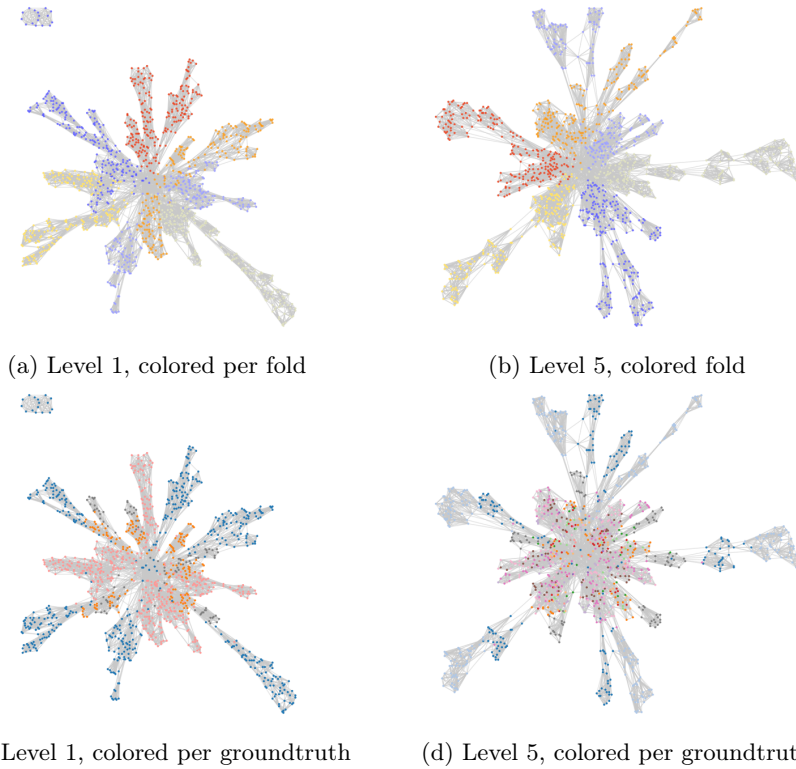 (a) Level 1, colored per fold
(b) Level 5, colored fold
Level 1, colored per groundtruth
(d) Level 5, colored per groundtrut